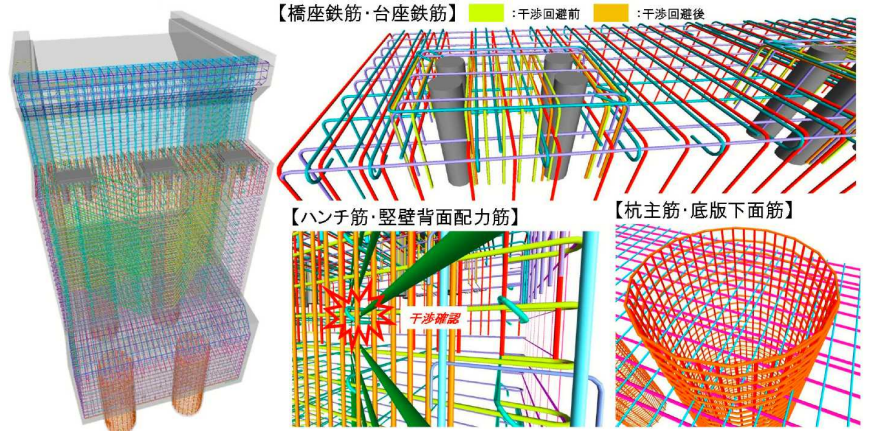 【橋座鉄筋・台座鉄筋】
:干渉回避前
:干渉回避後
【ハンチ筋・竪壁背面配力筋】
干渉確認
【杭主筋・底版下面筋】